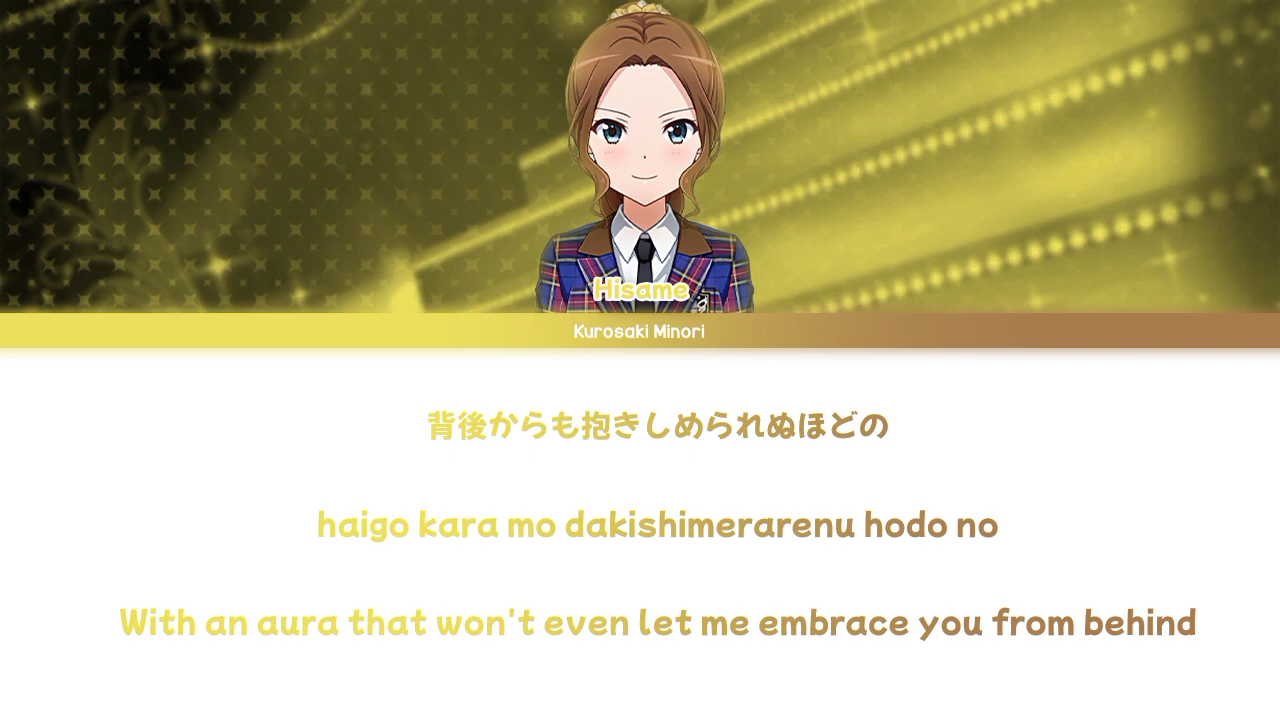 Hisame
Kurosaki Minori
背後からも抱きしめられぬほどの
haigo kara mo dakishimerarenu hodo no
With an aura that won't even let me embrace you from behind